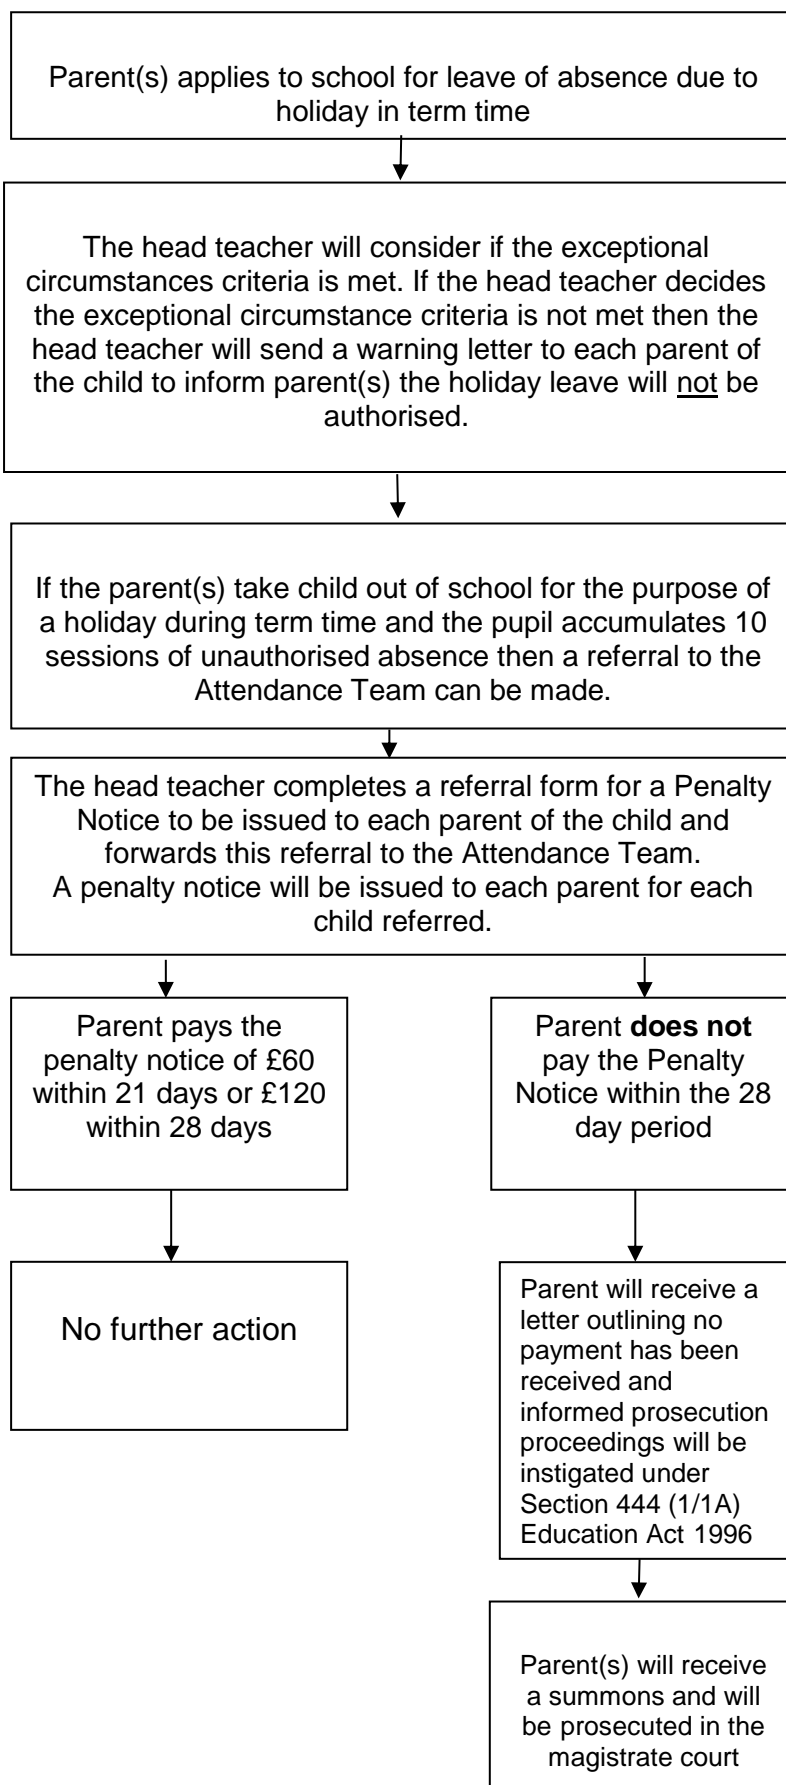 Parent(s) applies to school for leave of absence due to
holiday in term time
The head teacher will consider if the exceptional
circumstances criteria is met. If the head teacher decides
the exceptional circumstance criteria is not met then the
head teacher will send a warning letter to each parent of
the child to inform parent(s) the holiday leave will not be
authorised.
If the parent(s) take child out of school for the purpose of
a holiday during term time and the pupil accumulates 10
sessions of unauthorised absence then a referral to the
Attendance Team can be made.
The head teacher completes a referral form for a Penalty
Notice to be issued to each parent of the child and
forwards this referral to the Attendance Team.
A penalty notice will be issued to each parent for each
child referred.
Parent pays the
penalty notice of £60
within 21 days or £120
within 28 days
Parent does not
pay the Penalty
Notice within the 28
day period
No further action
Parent will receive a
letter outlining no
payment has been
received and
informed prosecution
proceedings will be
instigated under
Section 444 (1/1A)
Education Act 1996
Parent(s) will receive
a summons and will
be prosecuted in the
magistrate court